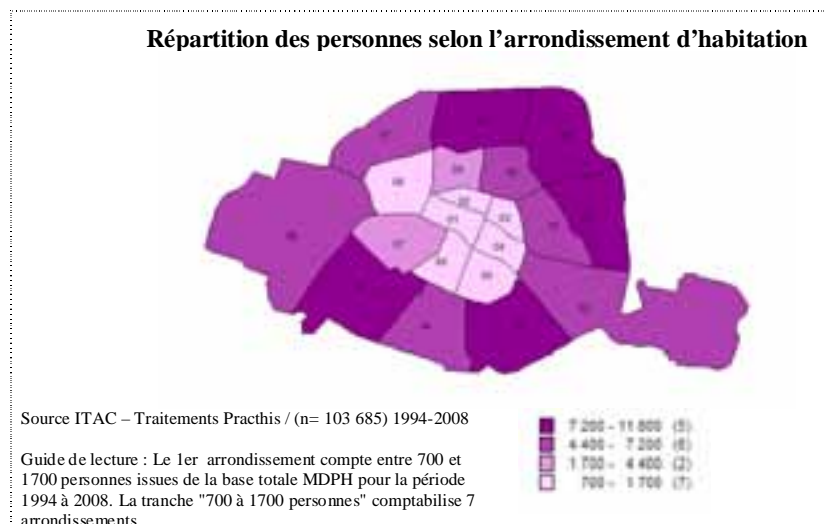 Répartition des personnes selon l'arrondissement d'habitation
08
09
10
02
03
01
04
07
06
05
Source ITAC – Traitements Practhis / (n= 103 685) 1994-2008
7 200 - 11 800 (5)
4 400 - 7 200 (6)
1 700 - 4 400 (2)
700 - 1 700 (7)
Guide de lecture : Le 1er arrondissement compte entre 700 et
1700 personnes issues de la base totale MDPH pour la période
1994 à 2008. La tranche "700 à 1700 personnes" comptabilise 7
arrondissements